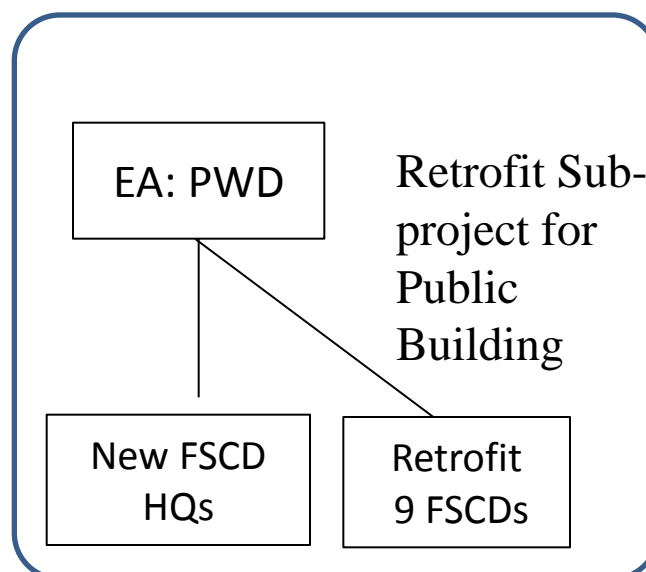 EA: PWD
Retrofit Sub-
project for
Public
Building
New FSCD
HQs
Retrofit
9 FSCDs